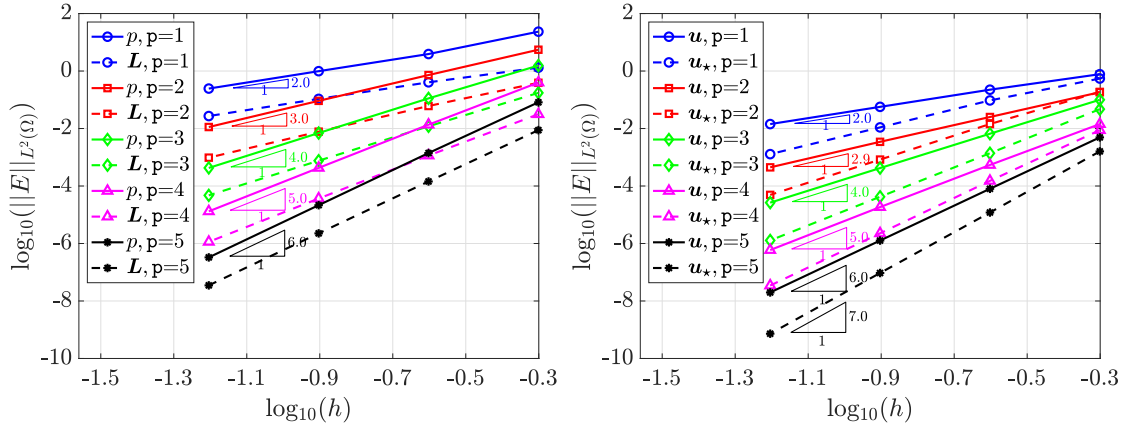 2
0
-2
-4
-6
-8
-10
-1.5
-1.3
-1.1
-0.9
-0.7
-0.5
-0.3
log₁₀(h)
log₁₀(||E||_{L²(Ω)})
p, p=1
L, p=1
p, p=2
L, p=2
p, p=3
L, p=3
p, p=4
L, p=4
p, p=5
L, p=5
2.0
1
3.0
1
4.0
1
5.0
1
6.0
1
2
0
-2
-4
-6
-8
-10
-1.5
-1.3
-1.1
-0.9
-0.7
-0.5
-0.3
log₁₀(h)
log₁₀(||E||_{L²(Ω)})
u, p=1
u⋆, p=1
u, p=2
u⋆, p=2
u, p=3
u⋆, p=3
u, p=4
u⋆, p=4
u, p=5
u⋆, p=5
2.0
1
2.9
1
4.0
1
5.0
1
6.0
1
7.0
1